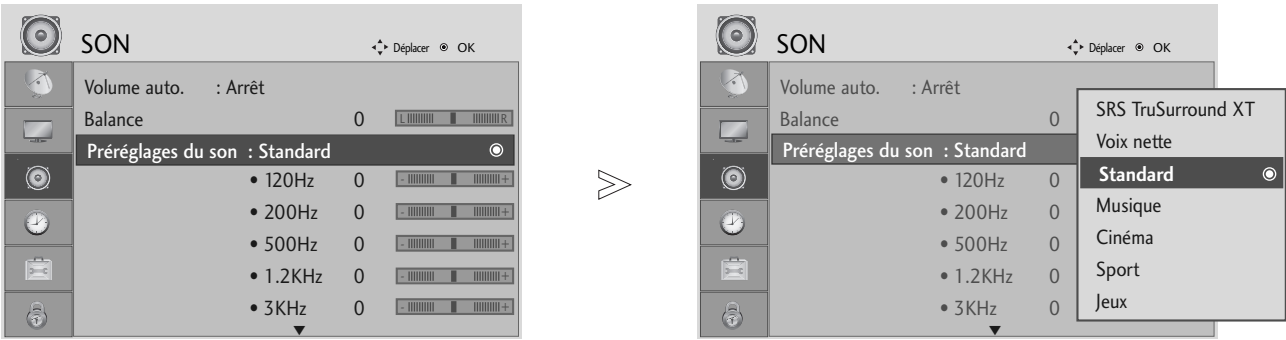 SON
Déplacer OK
Volume auto. : Arrêt
Balance 0 L R
Préréglages du son : Standard
• 120Hz 0 - +
• 200Hz 0 - +
• 500Hz 0 - +
• 1.2KHz 0 - +
• 3KHz 0 - +
SON
Déplacer OK
Volume auto. : Arrêt
Balance 0
Préréglages du son : Standard
• 120Hz 0
• 200Hz 0
• 500Hz 0
• 1.2KHz 0
• 3KHz 0
SRS TruSurround XT
Voix nette
Standard
Musique
Cinéma
Sport
Jeux